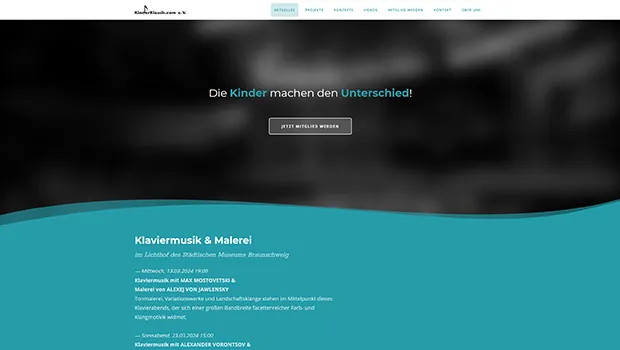 KinderKlassik.com e.V.
AKTUELLES PROJEKTE KONZERTE VIDEOS MITGLIED WERDEN KONTAKT ÜBER UNS
Die Kinder machen den Unterschied!
JETZT MITGLIED WERDEN
Klaviermusik & Malerei
im Lichthof des Städtischen Museums Braunschweig
— Mittwoch, 13.03.2024 19:00
Klaviermusik mit MAX MOSTOVETSKI &
Malerei von ALEXEJ VON JAWLENSKY
Tonmalerei, Variationswerke und Landschaftsklänge stehen im Mittelpunkt dieses
Klavierabends, der sich einer großen Bandbreite facettenreicher Farb- und
Klangmotivik widmet.
— Sonnabend, 23.03.2024 15:00
Klaviermusik mit ALEXANDER VORONTSOV &